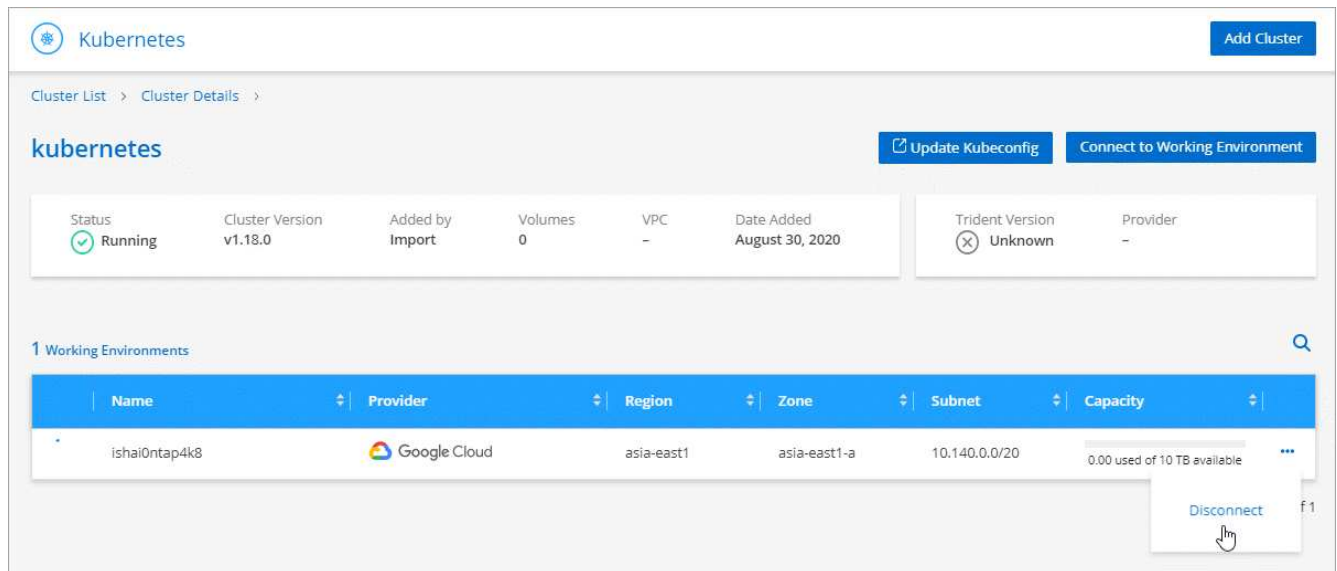 Kubernetes
Add Cluster
Cluster List > Cluster Details >
kubernetes
Update Kubeconfig
Connect to Working Environment
Status Cluster Version Added by Volumes VPC Date Added Trident Version Provider
Running v1.18.0 Import 0 – August 30, 2020 Unknown –
1 Working Environments
Name Provider Region Zone Subnet Capacity
ishai0ntap4k8 Google Cloud asia-east1 asia-east1-a 10.140.0.0/20 0.00 used of 10 TB available
Disconnect
f 1